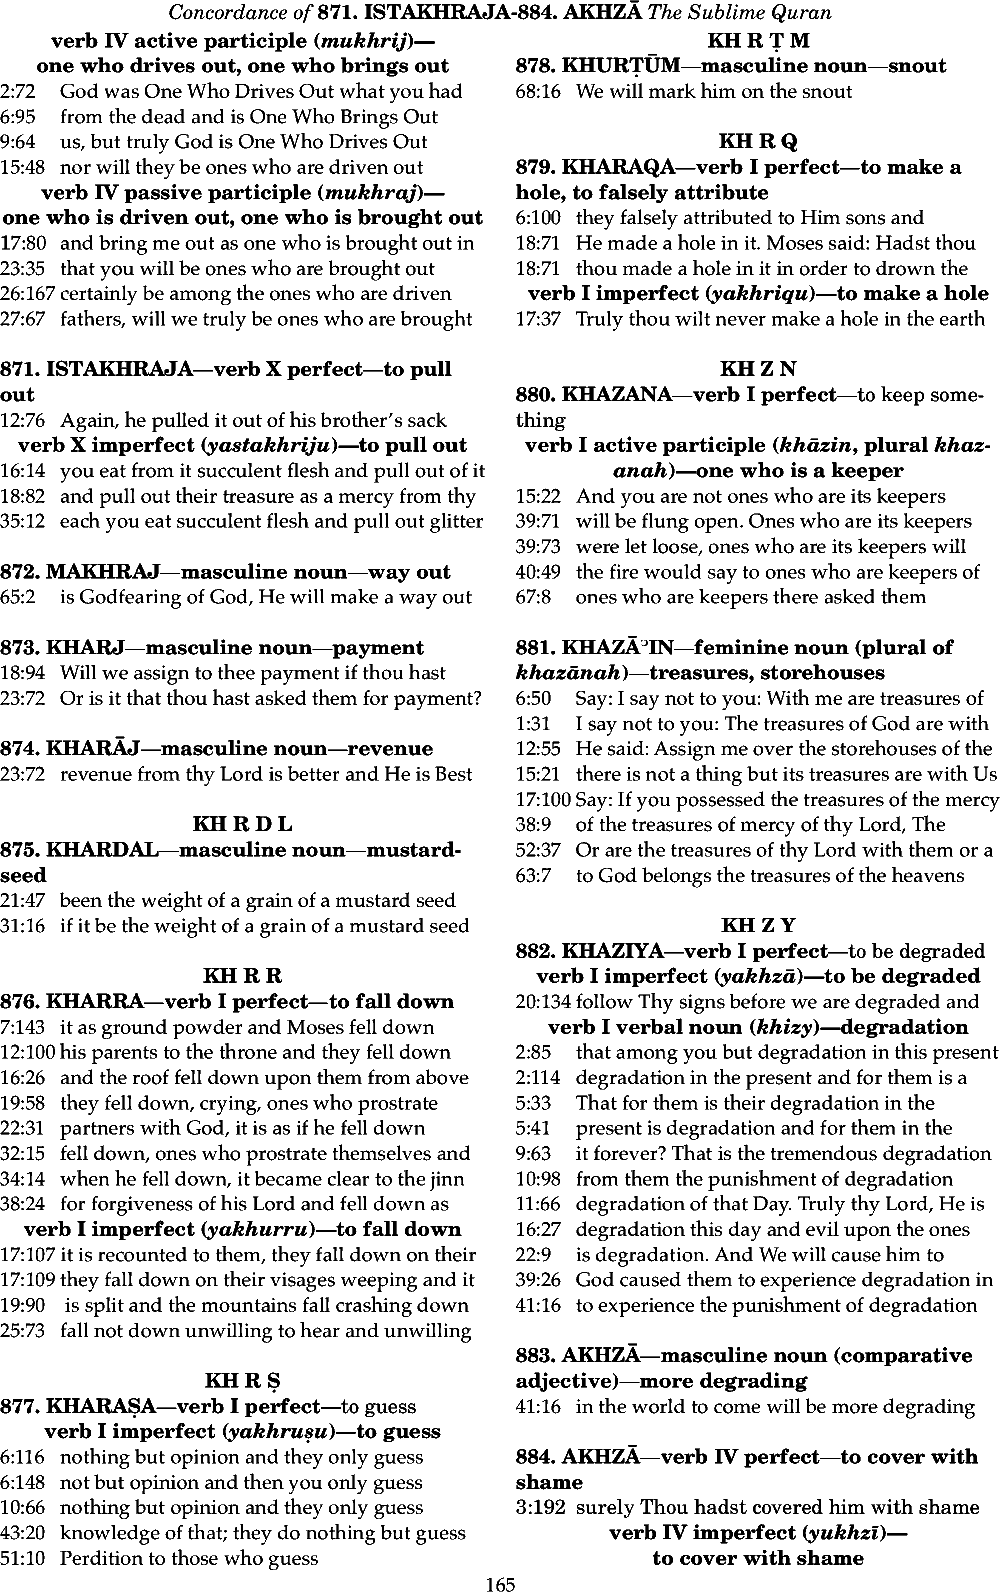 Concordance of 871. ISTAKHRAJA-884. AKHZĀ The Sublime Quran
verb IV active participle (mukhrij)—
one who drives out, one who brings out
2:72 God was One Who Drives Out what you had
6:95 from the dead and is One Who Brings Out
9:64 us, but truly God is One Who Drives Out
15:48 nor will they be ones who are driven out
verb IV passive participle (mukhraj)—
one who is driven out, one who is brought out
17:80 and bring me out as one who is brought out in
23:35 that you will be ones who are brought out
26:167 certainly be among the ones who are driven
27:67 fathers, will we truly be ones who are brought
871. ISTAKHRAJA—verb X perfect—to pull
out
12:76 Again, he pulled it out of his brother's sack
verb X imperfect (yastakhriju)—to pull out
16:14 you eat from it succulent flesh and pull out of it
18:82 and pull out their treasure as a mercy from thy
35:12 each you eat succulent flesh and pull out glitter
872. MAKHRAJ—masculine noun—way out
65:2 is Godfearing of God, He will make a way out
873. KHARJ—masculine noun—payment
18:94 Will we assign to thee payment if thou hast
23:72 Or is it that thou hast asked them for payment?
874. KHARĀJ—masculine noun—revenue
23:72 revenue from thy Lord is better and He is Best
KH R D L
875. KHARDAL—masculine noun—mustard-
seed
21:47 been the weight of a grain of a mustard seed
31:16 if it be the weight of a grain of a mustard seed
KH R R
876. KHARRA—verb I perfect—to fall down
7:143 it as ground powder and Moses fell down
12:100 his parents to the throne and they fell down
16:26 and the roof fell down upon them from above
19:58 they fell down, crying, ones who prostrate
22:31 partners with God, it is as if he fell down
32:15 fell down, ones who prostrate themselves and
34:14 when he fell down, it became clear to the jinn
38:24 for forgiveness of his Lord and fell down as
verb I imperfect (yakhurru)—to fall down
17:107 it is recounted to them, they fall down on their
17:109 they fall down on their visages weeping and it
19:90 is split and the mountains fall crashing down
25:73 fall not down unwilling to hear and unwilling
KH R Ṣ
877. KHARAṢA—verb I perfect—to guess
verb I imperfect (yakhruṣu)—to guess
6:116 nothing but opinion and they only guess
6:148 not but opinion and then you only guess
10:66 nothing but opinion and they only guess
43:20 knowledge of that; they do nothing but guess
51:10 Perdition to those who guess
KH R Ṭ M
878. KHURṬŪM—masculine noun—snout
68:16 We will mark him on the snout
KH R Q
879. KHARAQA—verb I perfect—to make a
hole, to falsely attribute
6:100 they falsely attributed to Him sons and
18:71 He made a hole in it. Moses said: Hadst thou
18:71 thou made a hole in it in order to drown the
verb I imperfect (yakhriqu)—to make a hole
17:37 Truly thou wilt never make a hole in the earth
KH Z N
880. KHAZANA—verb I perfect—to keep some-
thing
verb I active participle (khāzin, plural khaz-
anah)—one who is a keeper
15:22 And you are not ones who are its keepers
39:71 will be flung open. Ones who are its keepers
39:73 were let loose, ones who are its keepers will
40:49 the fire would say to ones who are keepers of
67:8 ones who are keepers there asked them
881. KHAZĀʾIN—feminine noun (plural of
khazānah)—treasures, storehouses
6:50 Say: I say not to you: With me are treasures of
1:31 I say not to you: The treasures of God are with
12:55 He said: Assign me over the storehouses of the
15:21 there is not a thing but its treasures are with Us
17:100 Say: If you possessed the treasures of the mercy
38:9 of the treasures of mercy of thy Lord, The
52:37 Or are the treasures of thy Lord with them or a
63:7 to God belongs the treasures of the heavens
KH Z Y
882. KHAZIYA—verb I perfect—to be degraded
verb I imperfect (yakhzā)—to be degraded
20:134 follow Thy signs before we are degraded and
verb I verbal noun (khizy)—degradation
2:85 that among you but degradation in this present
2:114 degradation in the present and for them is a
5:33 That for them is their degradation in the
5:41 present is degradation and for them in the
9:63 it forever? That is the tremendous degradation
10:98 from them the punishment of degradation
11:66 degradation of that Day. Truly thy Lord, He is
16:27 degradation this day and evil upon the ones
22:9 is degradation. And We will cause him to
39:26 God caused them to experience degradation in
41:16 to experience the punishment of degradation
883. AKHZĀ—masculine noun (comparative
adjective)—more degrading
41:16 in the world to come will be more degrading
884. AKHZĀ—verb IV perfect—to cover with
shame
3:192 surely Thou hadst covered him with shame
verb IV imperfect (yukhzī)—
to cover with shame
165